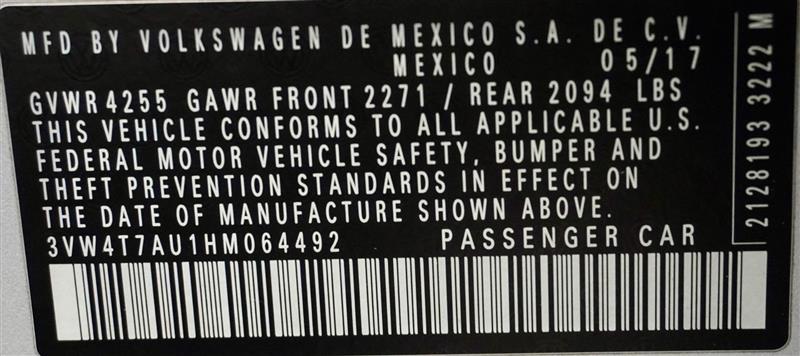 MFD BY VOLKSWAGEN DE MEXICO S.A. DE C.V.
MEXICO 05/17
GVWR 4255 GAWR FRONT 2271 / REAR 2094 LBS
THIS VEHICLE CONFORMS TO ALL APPLICABLE U.S.
FEDERAL MOTOR VEHICLE SAFETY, BUMPER AND
THEFT PREVENTION STANDARDS IN EFFECT ON
THE DATE OF MANUFACTURE SHOWN ABOVE.
3VW4T7AU1HM064492 PASSENGER CAR
2128193 3222 M